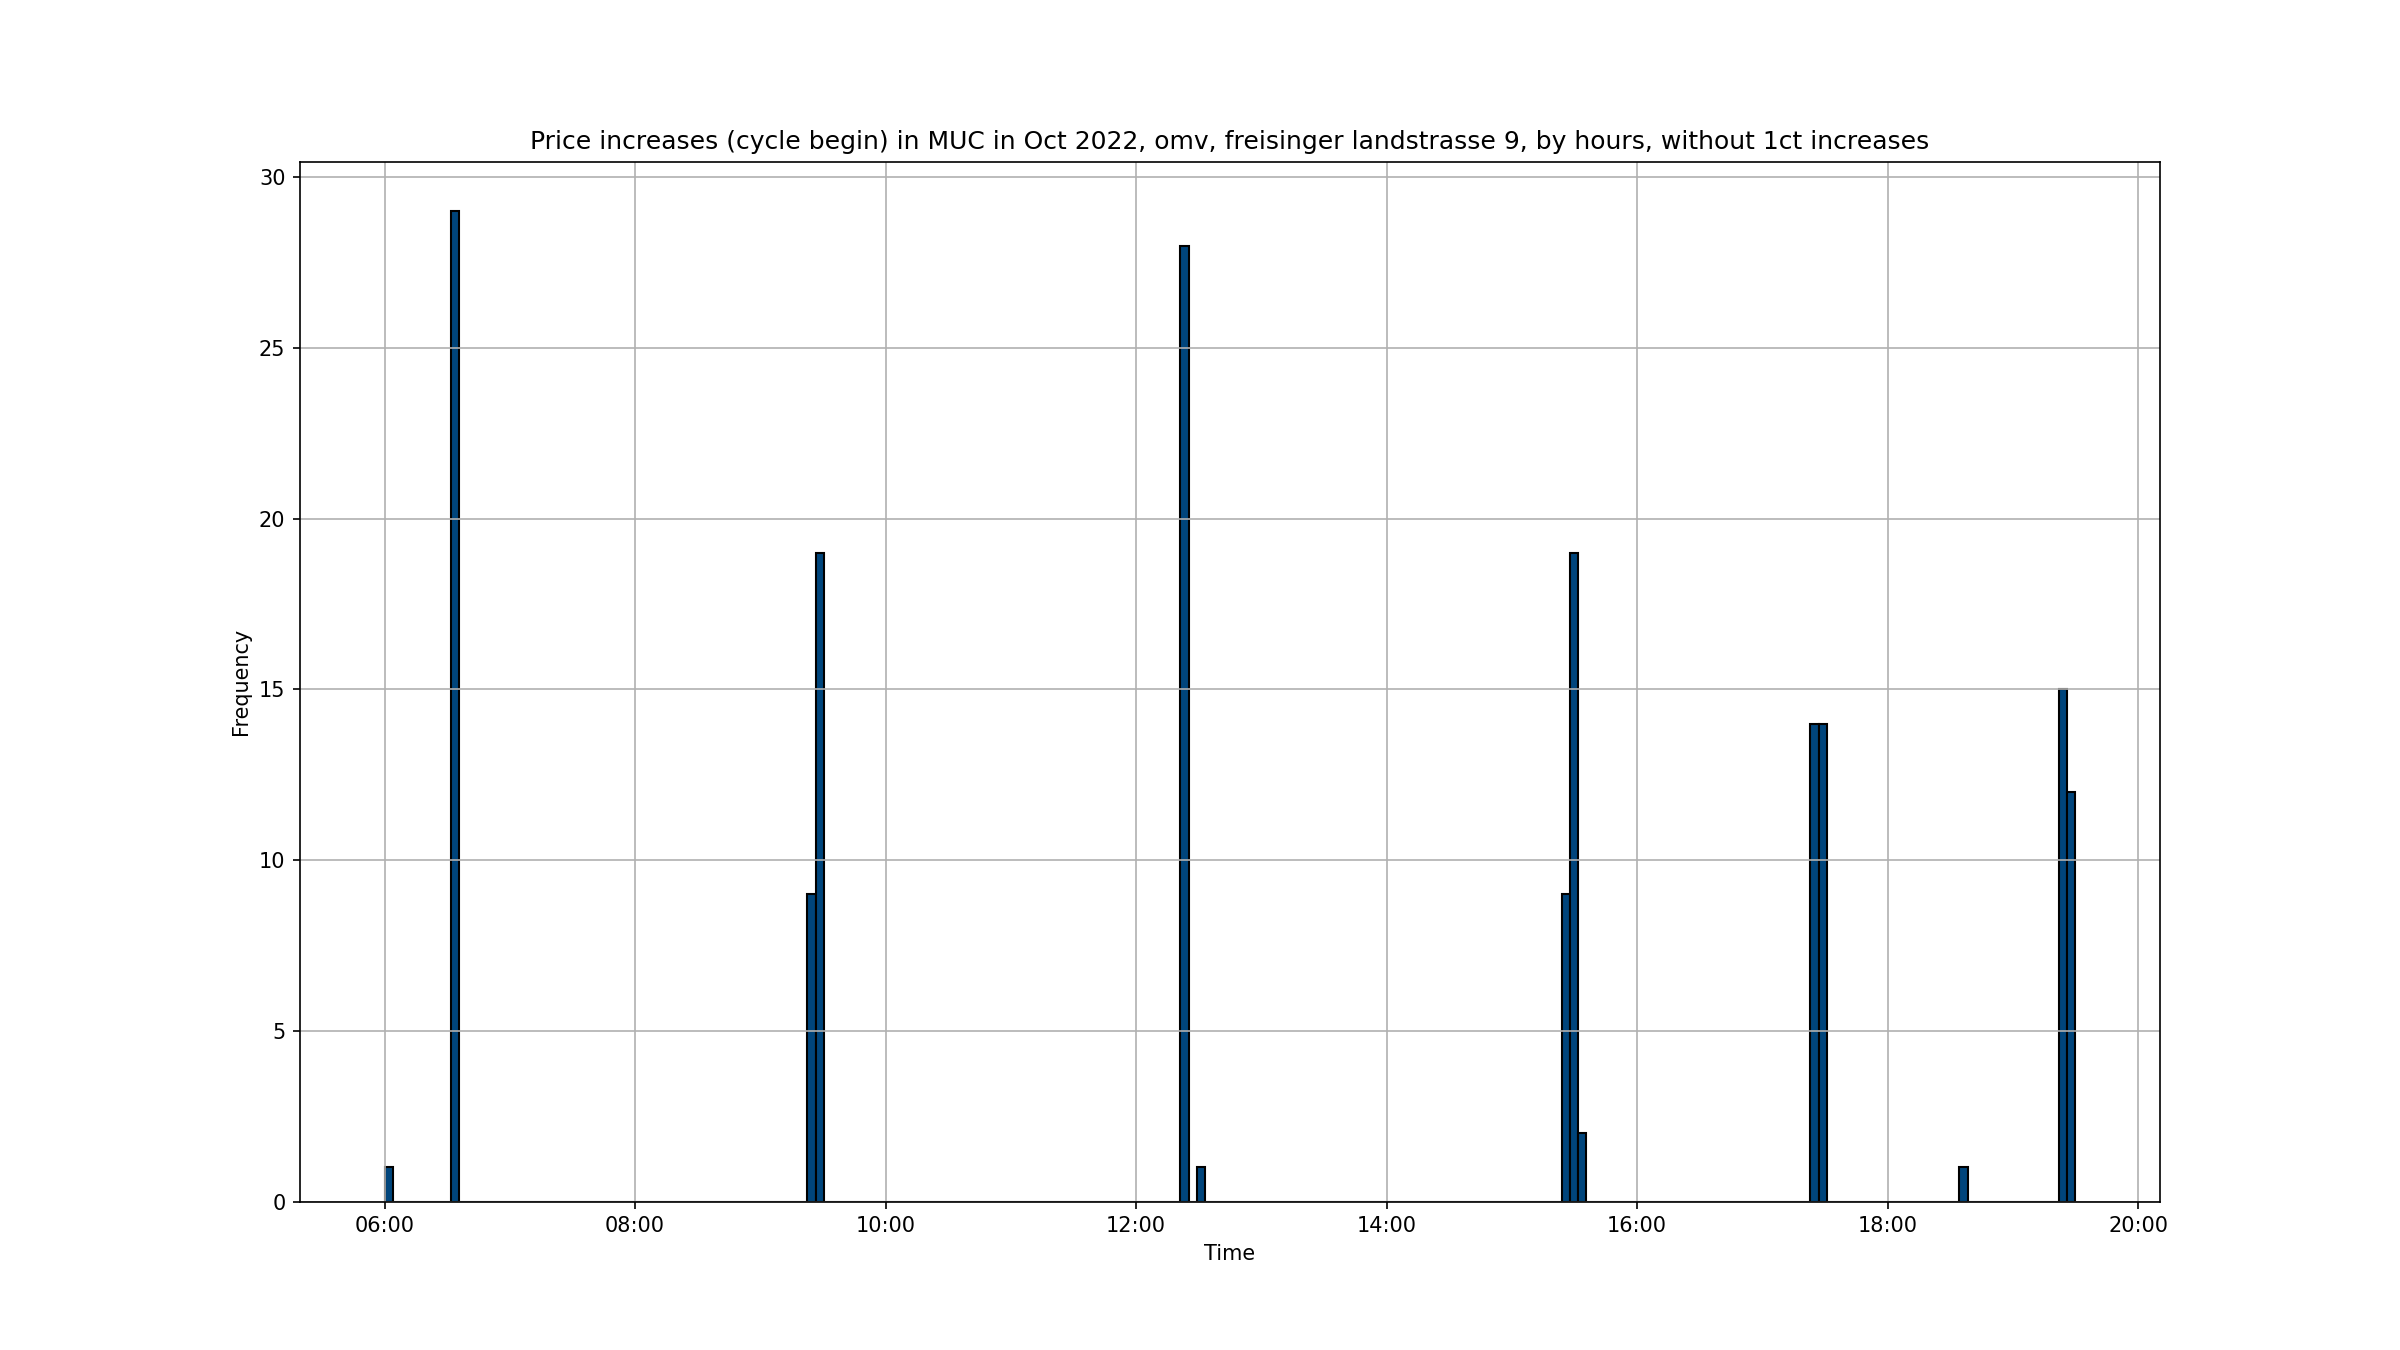 Price increases (cycle begin) in MUC in Oct 2022, omv, freisinger landstrasse 9, by hours, without 1ct increases
30
25
20
15
10
5
0
Frequency
06:00 08:00 10:00 12:00 14:00 16:00 18:00 20:00
Time